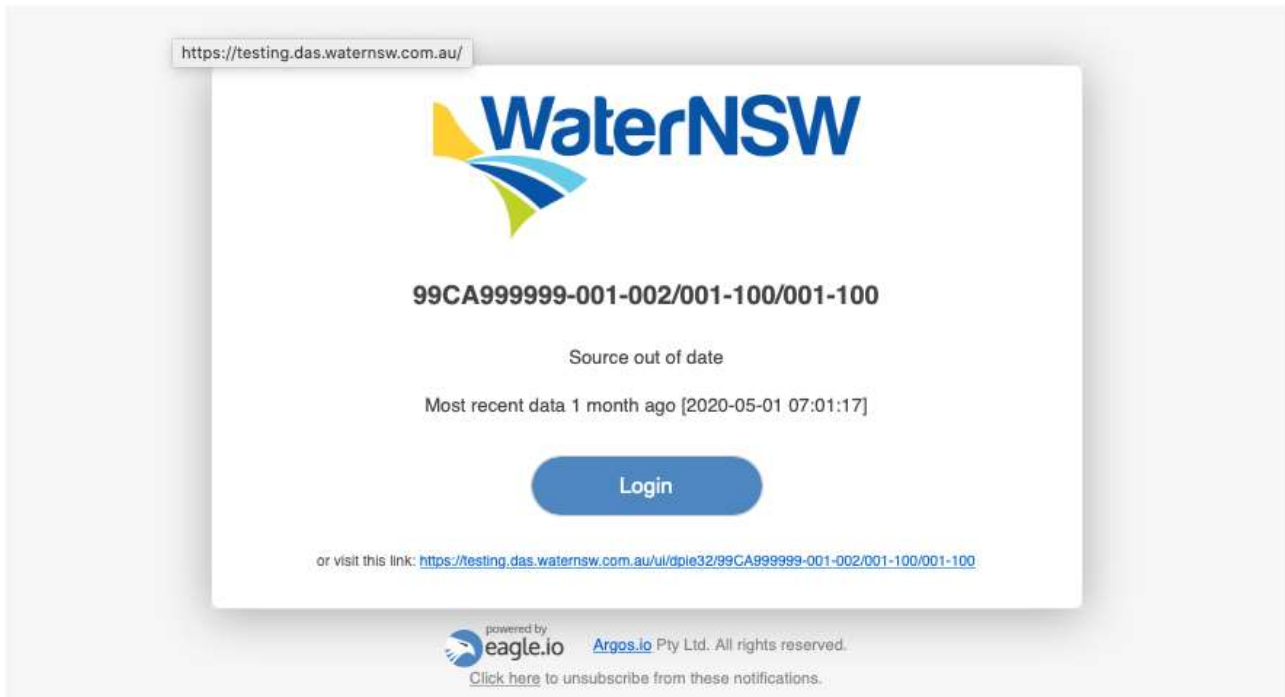 https://testing.das.waternsw.com.au/
WaterNSW
99CA999999-001-002/001-100/001-100
Source out of date
Most recent data 1 month ago [2020-05-01 07:01:17]
Login
or visit this link: https://testing.das.waternsw.com.au/ui/dpie32/99CA999999-001-002/001-100/001-100
powered by
eagle.io Argos.io Pty Ltd. All rights reserved.
Click here to unsubscribe from these notifications.